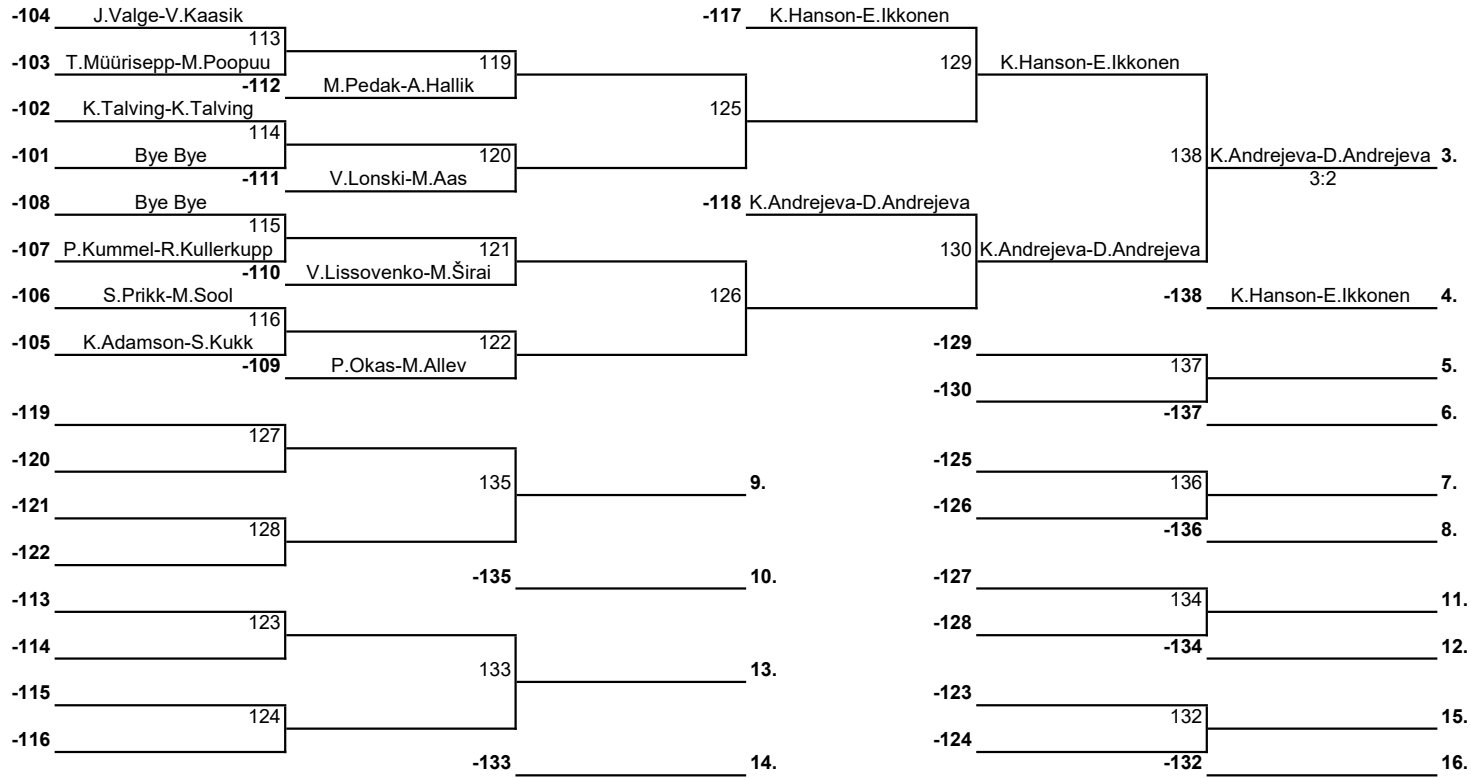 -104 J.Valge-V.Kaasik -117 K.Hanson-E.Ikkonen
113
-103 T.Müürisepp-M.Poopuu 119 129 K.Hanson-E.Ikkonen
-112 M.Pedak-A.Hallik
-102 K.Talving-K.Talving 125
114
-101 Bye Bye 120 138 K.Andrejeva-D.Andrejeva 3.
-111 V.Lonski-M.Aas 3:2
-108 Bye Bye -118 K.Andrejeva-D.Andrejeva
115
-107 P.Kummel-R.Kullerkupp 121 130 K.Andrejeva-D.Andrejeva
-110 V.Lissovenko-M.Širai
-106 S.Prikk-M.Sool 126 -138 K.Hanson-E.Ikkonen 4.
116
-105 K.Adamson-S.Kukk 122 -129
-109 P.Okas-M.Allev 137 5.
-130
-119 -137 6.
127
-120 -125
135 9. 136 7.
-121 -126
128 -136 8.
-122
-135 10. -127
-113 134 11.
123 -128
-114 -134 12.
133 13.
-115 -123
124 132 15.
-116 -124
-133 14. -132 16.